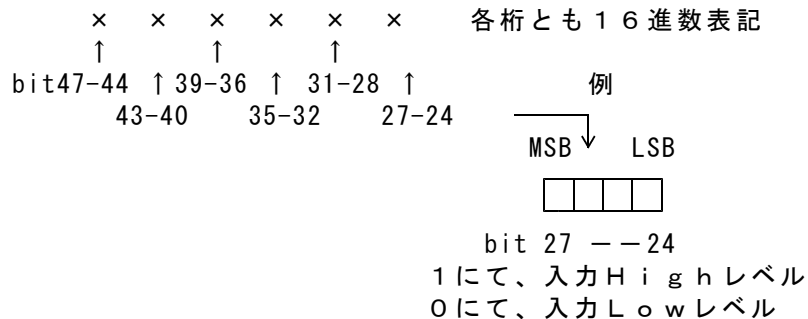 × × × × × × 各桁とも16進数表記
↑ ↑ ↑
bit47-44 ↑ 39-36 ↑ 31-28 ↑ 例
43-40 35-32 27-24
MSB LSB
bit 27 ーー24
1にて、入力Highレベル
0にて、入力Lowレベル